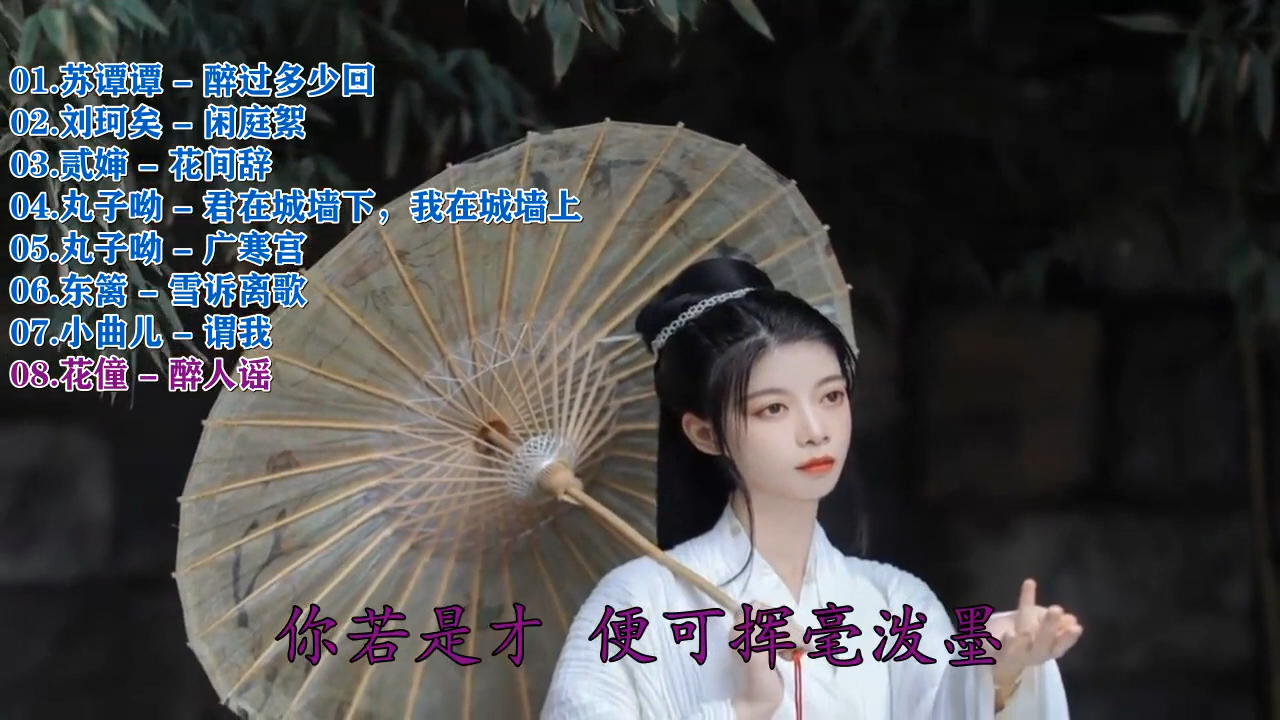 01.苏谭谭 - 醉过多少回
02.刘珂矣 - 闲庭絮
03.贰婶 - 花间辞
04.丸子呦 - 君在城墙下，我在城墙上
05.丸子呦 - 广寒宫
06.东篱 - 雪诉离歌
07.小曲儿 - 谓我
08.花僮 - 醉人谣
你若是才 便可挥毫泼墨